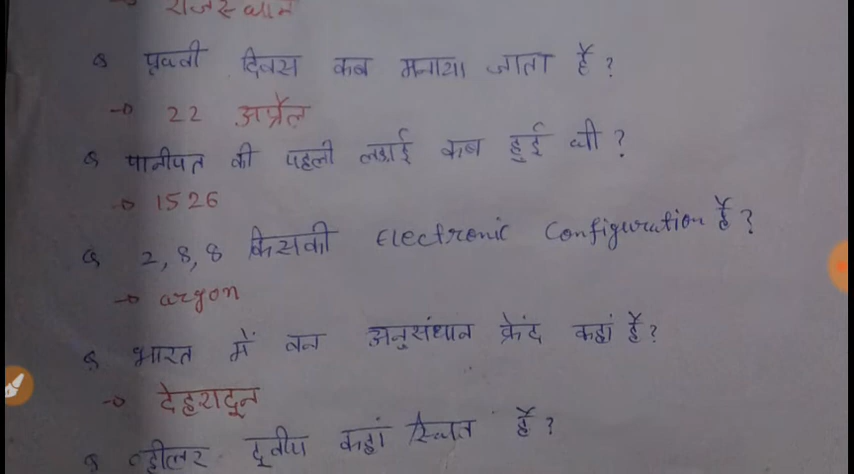 → राजस्थान
Q पृथ्वी दिवस कब मनाया जाता है ?
→ 22 अप्रैल
Q पानीपत की पहली लड़ाई कब हुई थी ?
→ 1526
Q 2, 8, 8 किसकी Electronic Configuration है ?
→ argon
Q भारत में वन अनुसंधान क्रेंद कहां है ?
→ देहरादून
Q व्हीलर द्वीप कहां स्थित है ?